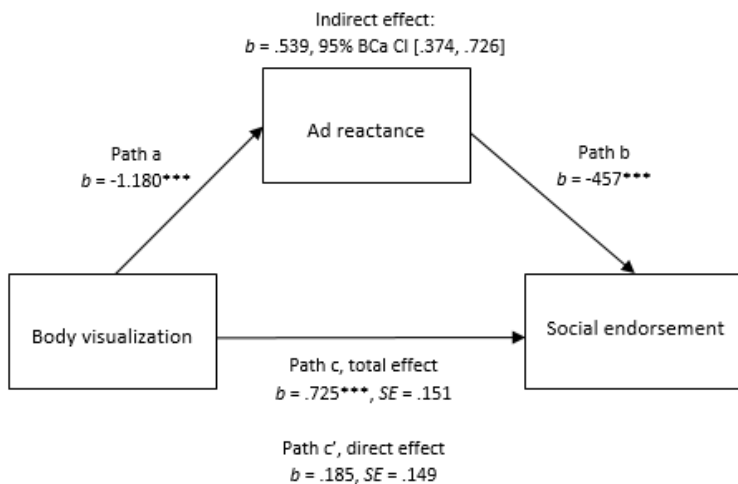 Indirect effect:
b = .539, 95% BCa CI [.374, .726]
Ad reactance
Path a
b = -1.180***
Path b
b = -457***
Body visualization
Social endorsement
Path c, total effect
b = .725***, SE = .151
Path c’, direct effect
b = .185, SE = .149